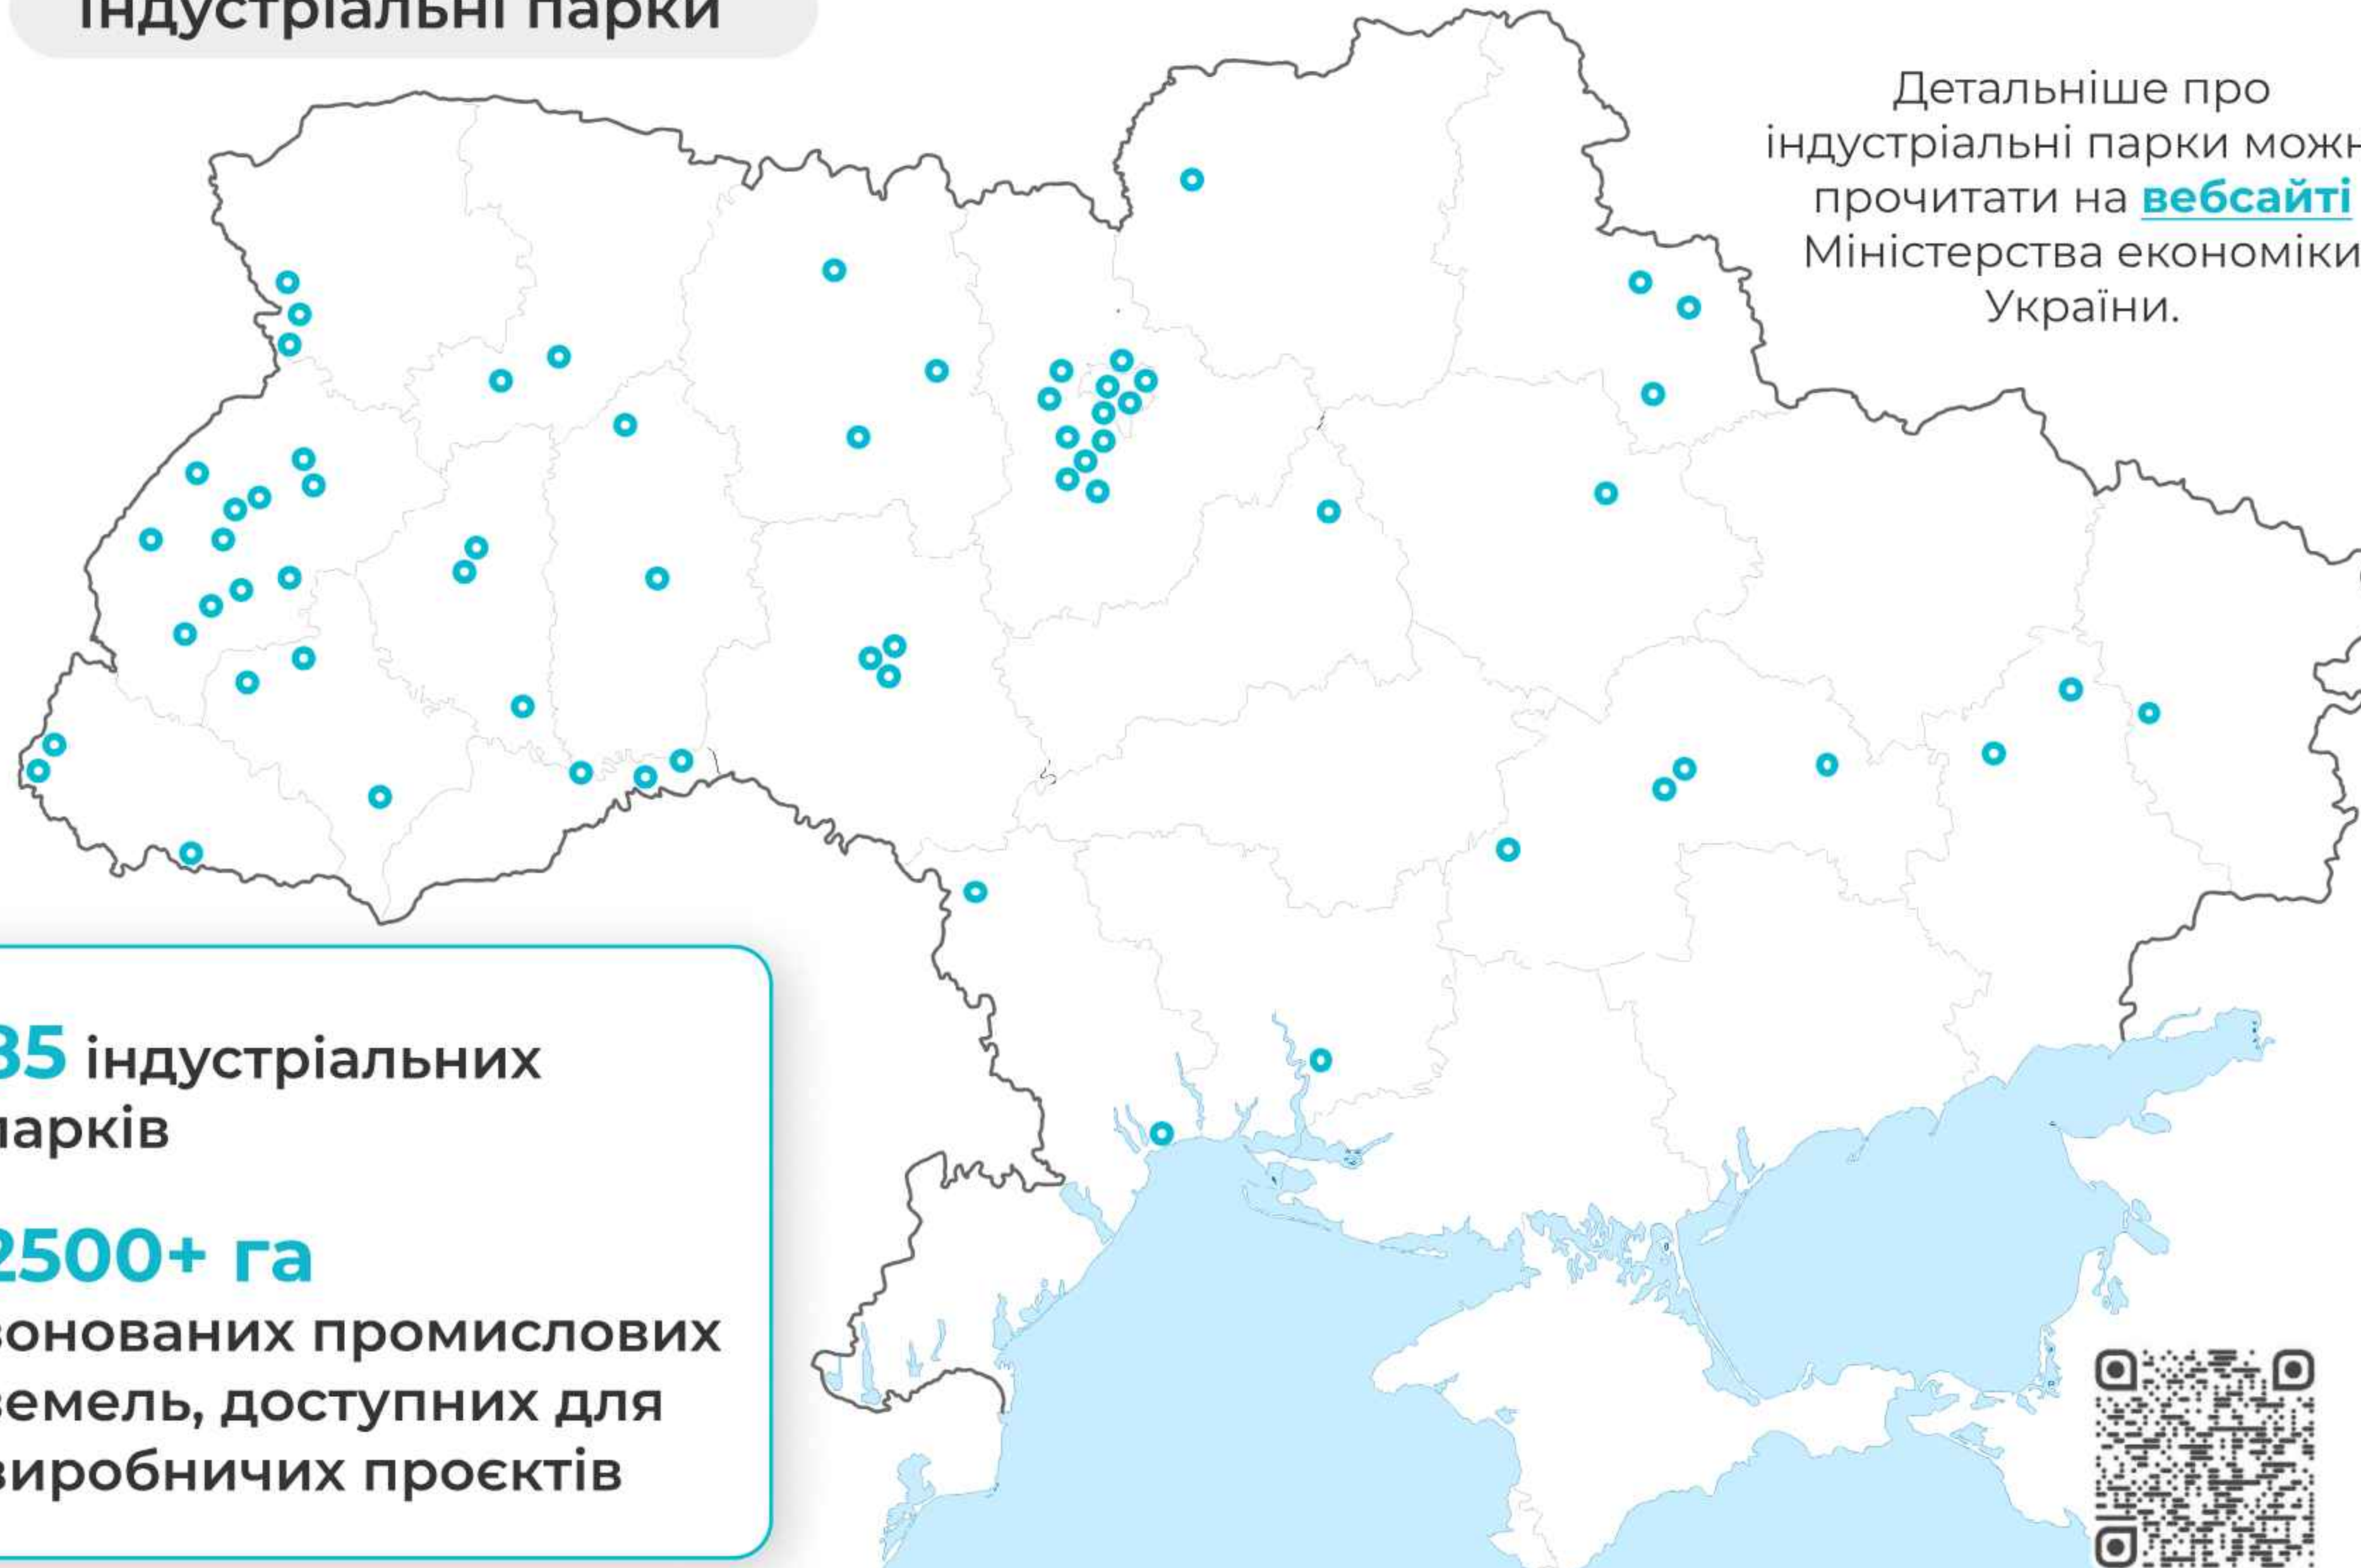 Індустріальні парки
Детальніше про
індустріальні парки можн
прочитати на вебсайті
Міністерства економіки
України.
85 індустріальних
парків
2500+ га
зонованих промислових
земель, доступних для
виробничих проєктів